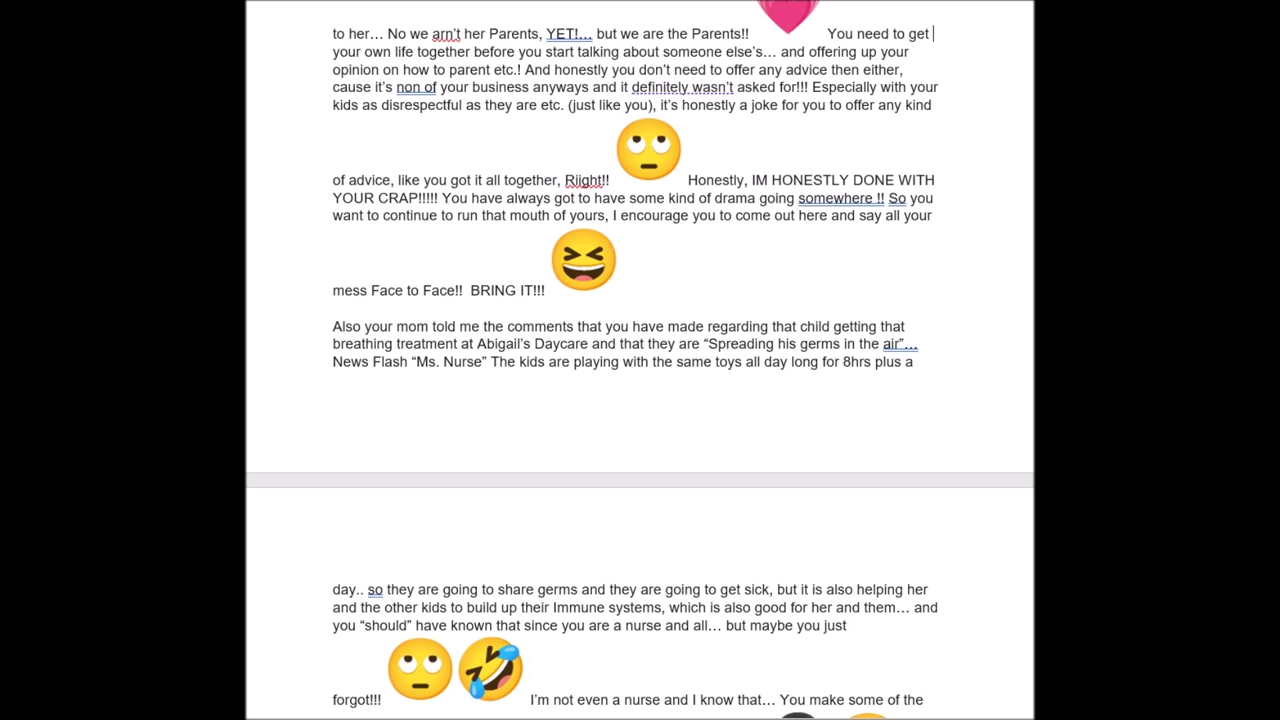 to her… No we arn’t her Parents, YET!… but we are the Parents!! You need to get
your own life together before you start talking about someone else’s… and offering up your
opinion on how to parent etc.! And honestly you don’t need to offer any advice then either,
cause it’s non of your business anyways and it definitely wasn’t asked for!!! Especially with your
kids as disrespectful as they are etc. (just like you), it’s honestly a joke for you to offer any kind
of advice, like you got it all together, Riight!! 🙄 Honestly, IM HONESTLY DONE WITH
YOUR CRAP!!!!! You have always got to have some kind of drama going somewhere !! So you
want to continue to run that mouth of yours, I encourage you to come out here and say all your
mess Face to Face!!  BRING IT!!! 😆
Also your mom told me the comments that you have made regarding that child getting that
breathing treatment at Abigail’s Daycare and that they are “Spreading his germs in the air”…
News Flash “Ms. Nurse” The kids are playing with the same toys all day long for 8hrs plus a
day.. so they are going to share germs and they are going to get sick, but it is also helping her
and the other kids to build up their Immune systems, which is also good for her and them… and
you “should” have known that since you are a nurse and all… but maybe you just
forgot!!! 🙄🤣 I’m not even a nurse and I know that… You make some of the